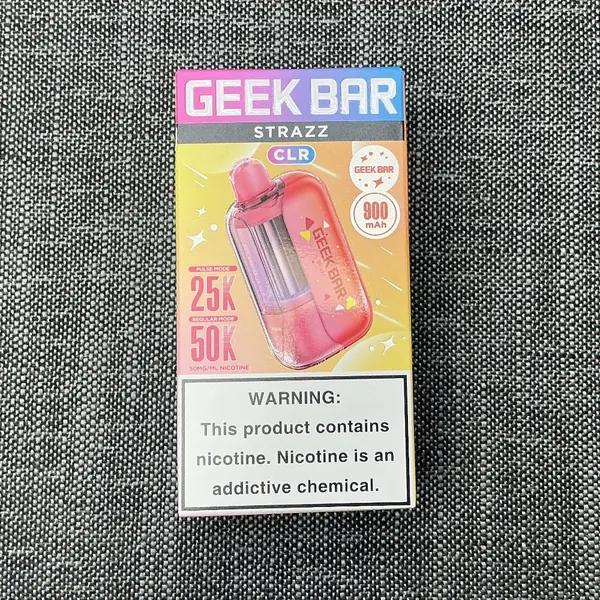 GEEK BAR
STRAZZ
CLR
GEEK BAR
900
mAh
GEEK BAR
PULSE MODE
25K
REGULAR MODE
50K
50MG/ML NICOTINE
WARNING:
This product contains
nicotine. Nicotine is an
addictive chemical.